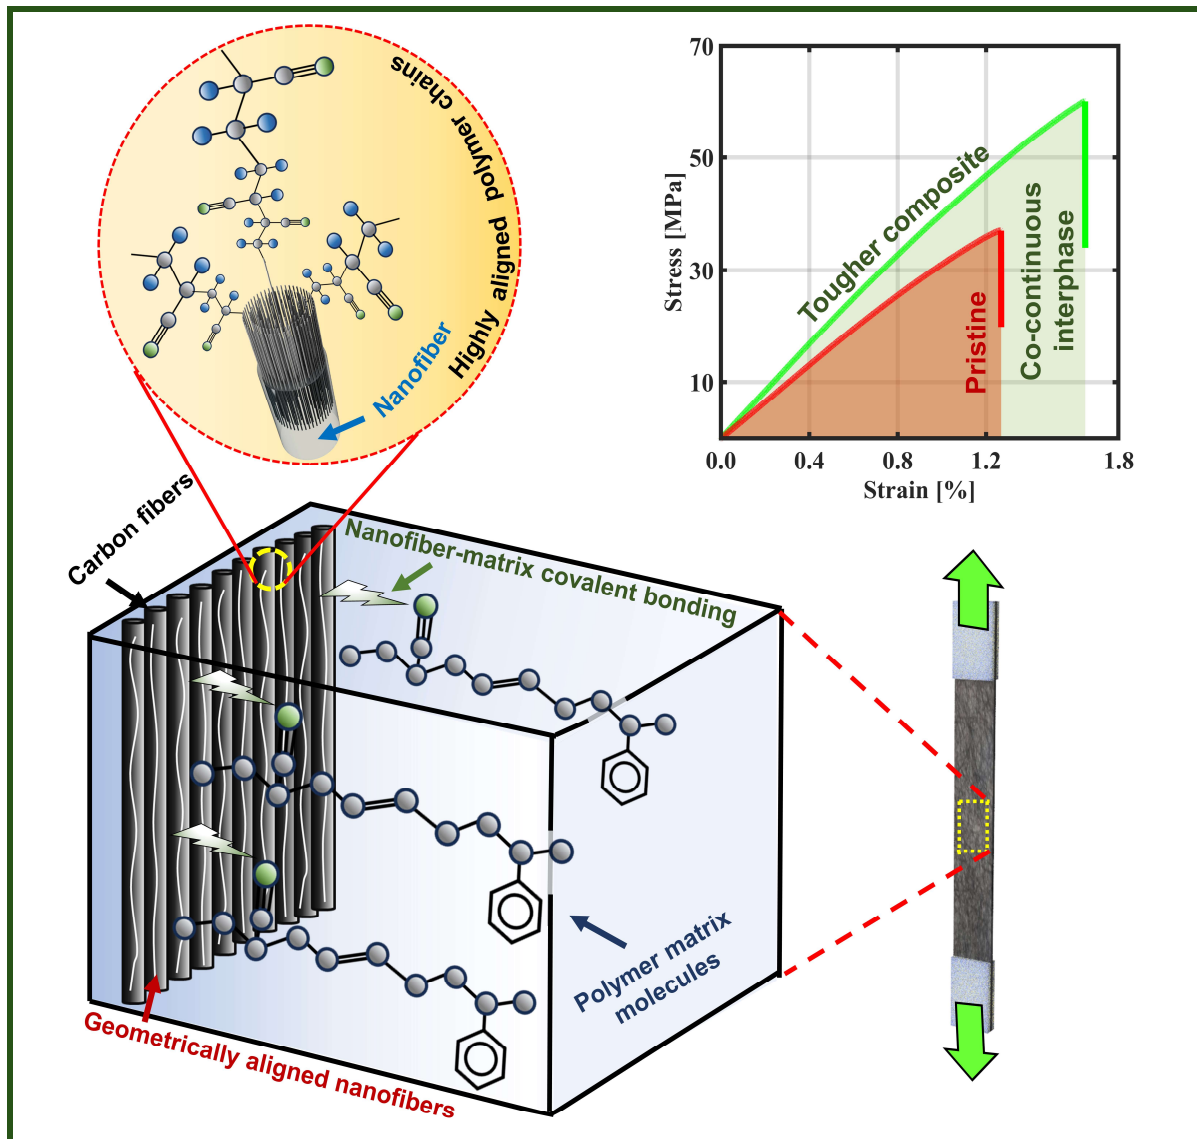 Highly aligned polymer chains
Nanofiber
Carbon fibers
Nanofiber-matrix covalent bonding
Polymer matrix
molecules
Geometrically aligned nanofibers
70
50
30
10
Stress [MPa]
Tougher composite
Pristine
Co-continuous
interphase
0.0 0.4 0.8 1.2 1.8
Strain [%]